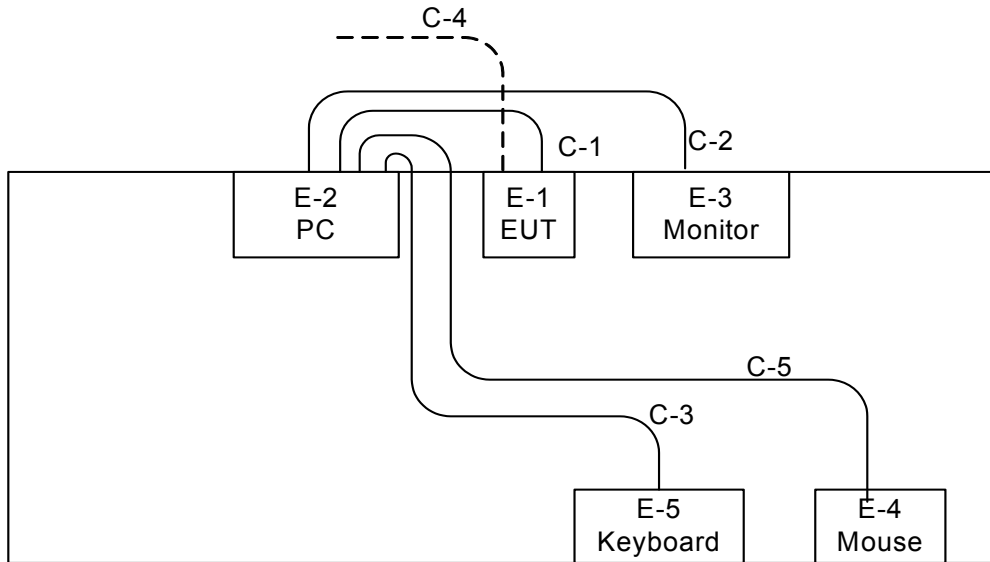 C-4
C-1
C-2
E-2
PC
E-1
EUT
E-3
Monitor
C-5
C-3
E-5
Keyboard
E-4
Mouse